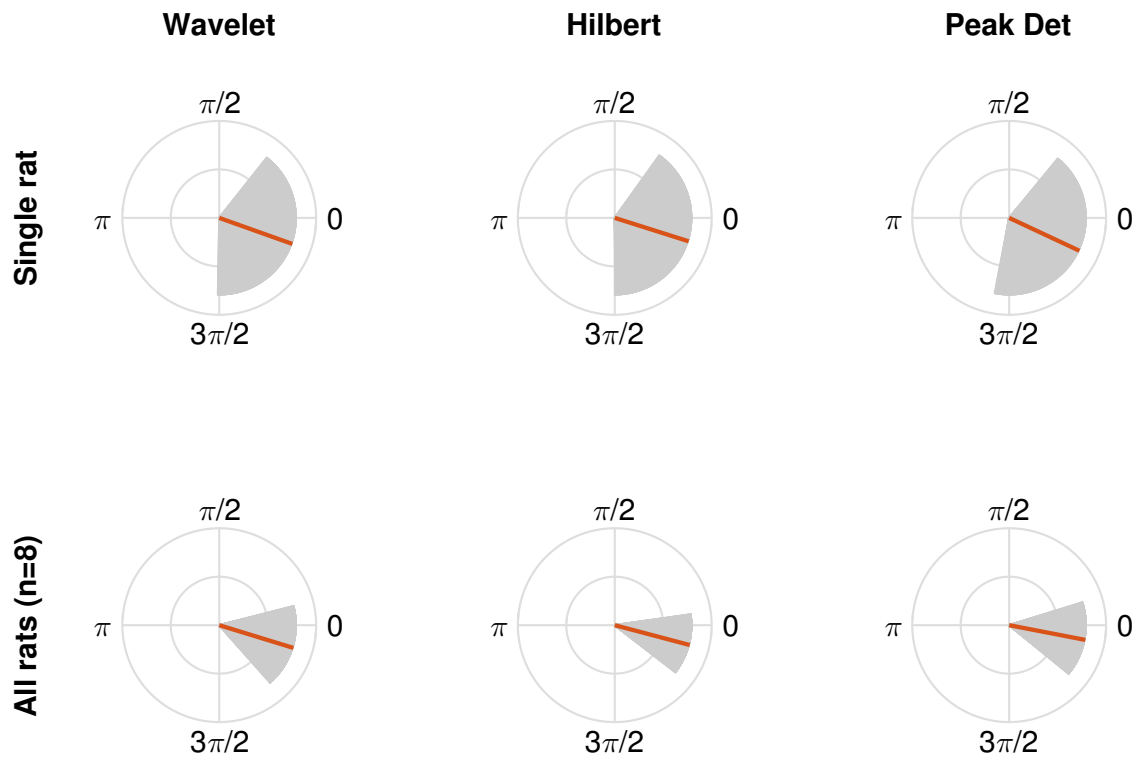 Wavelet Hilbert Peak Det
Single rat
π/2 π/2 π/2
π 0 π 0 π 0
3π/2 3π/2 3π/2
All rats (n=8)
π/2 π/2 π/2
π 0 π 0 π 0
3π/2 3π/2 3π/2